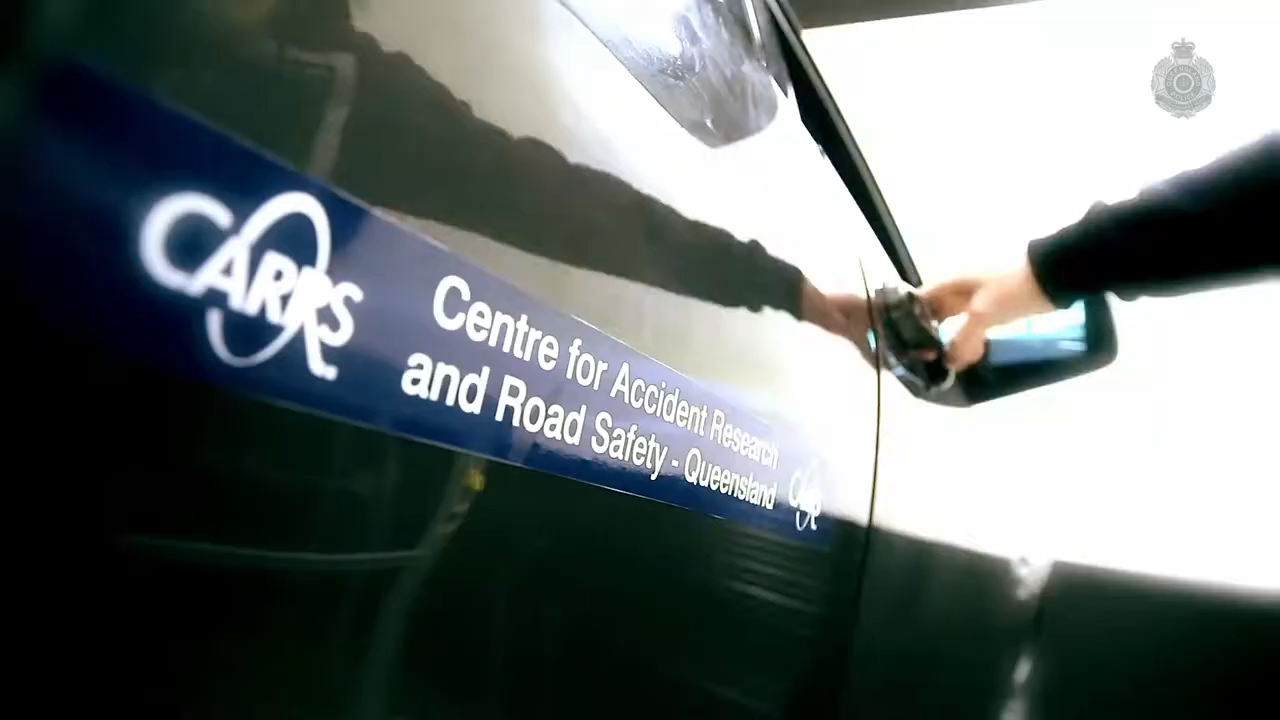 CARRS
Centre for Accident Research
and Road Safety - Queensland